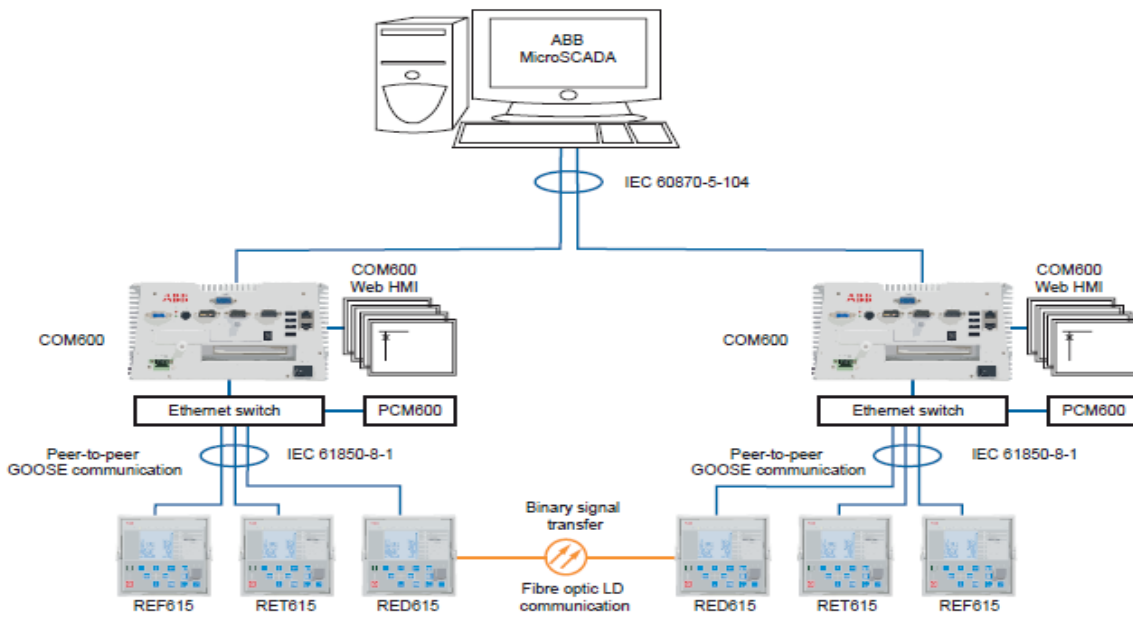 ABB
MicroSCADA
IEC 60870-5-104
COM600
Web HMI
COM600
Web HMI
ABB
ABB
COM600
COM600
Ethernet switch
PCM600
Ethernet switch
PCM600
Peer-to-peer
GOOSE communication
IEC 61850-8-1
Peer-to-peer
GOOSE communication
IEC 61850-8-1
Binary signal
transfer
Fibre optic LD
communication
REF615
RET615
RED615
RED615
RET615
REF615